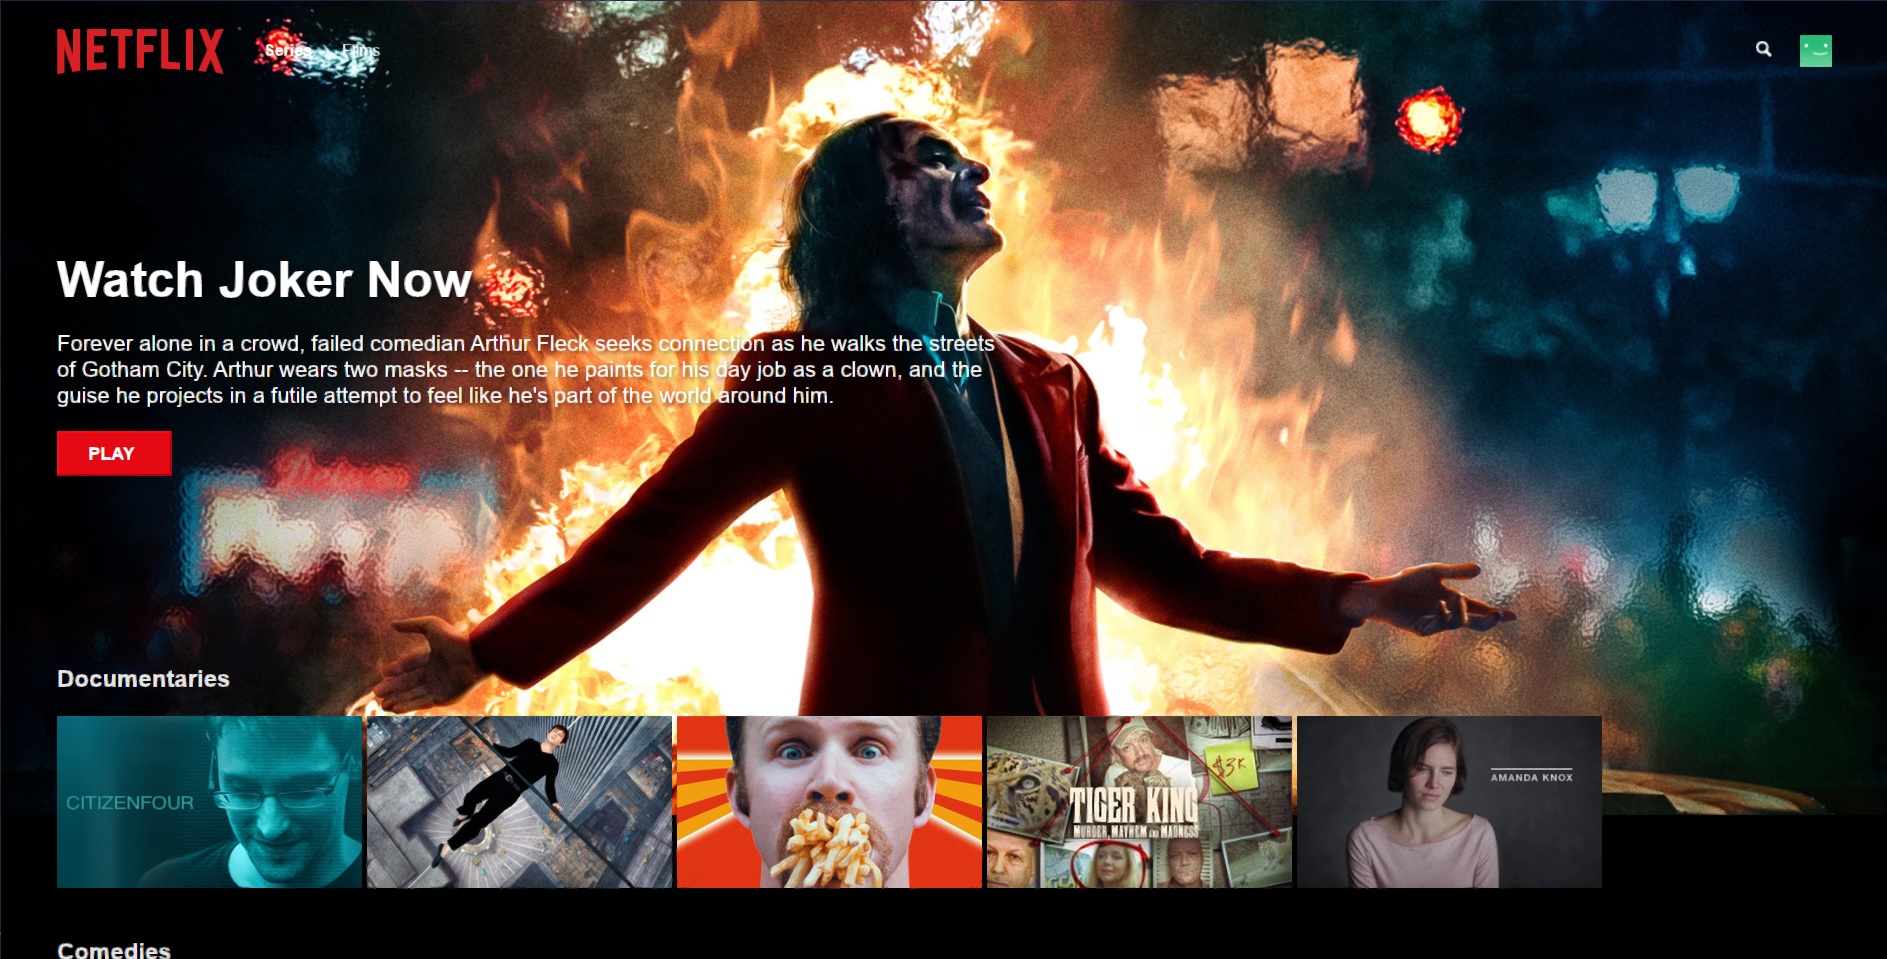 NETFLIX
Series Films
Watch Joker Now
Forever alone in a crowd, failed comedian Arthur Fleck seeks connection as he walks the streets
of Gotham City. Arthur wears two masks -- the one he paints for his day job as a clown, and the
guise he projects in a futile attempt to feel like he's part of the world around him.
PLAY
Documentaries
CITIZENFOUR
$3K
TIGER KING
MURDER, MAYHEM AND MADNESS
AMANDA KNOX
Comedies